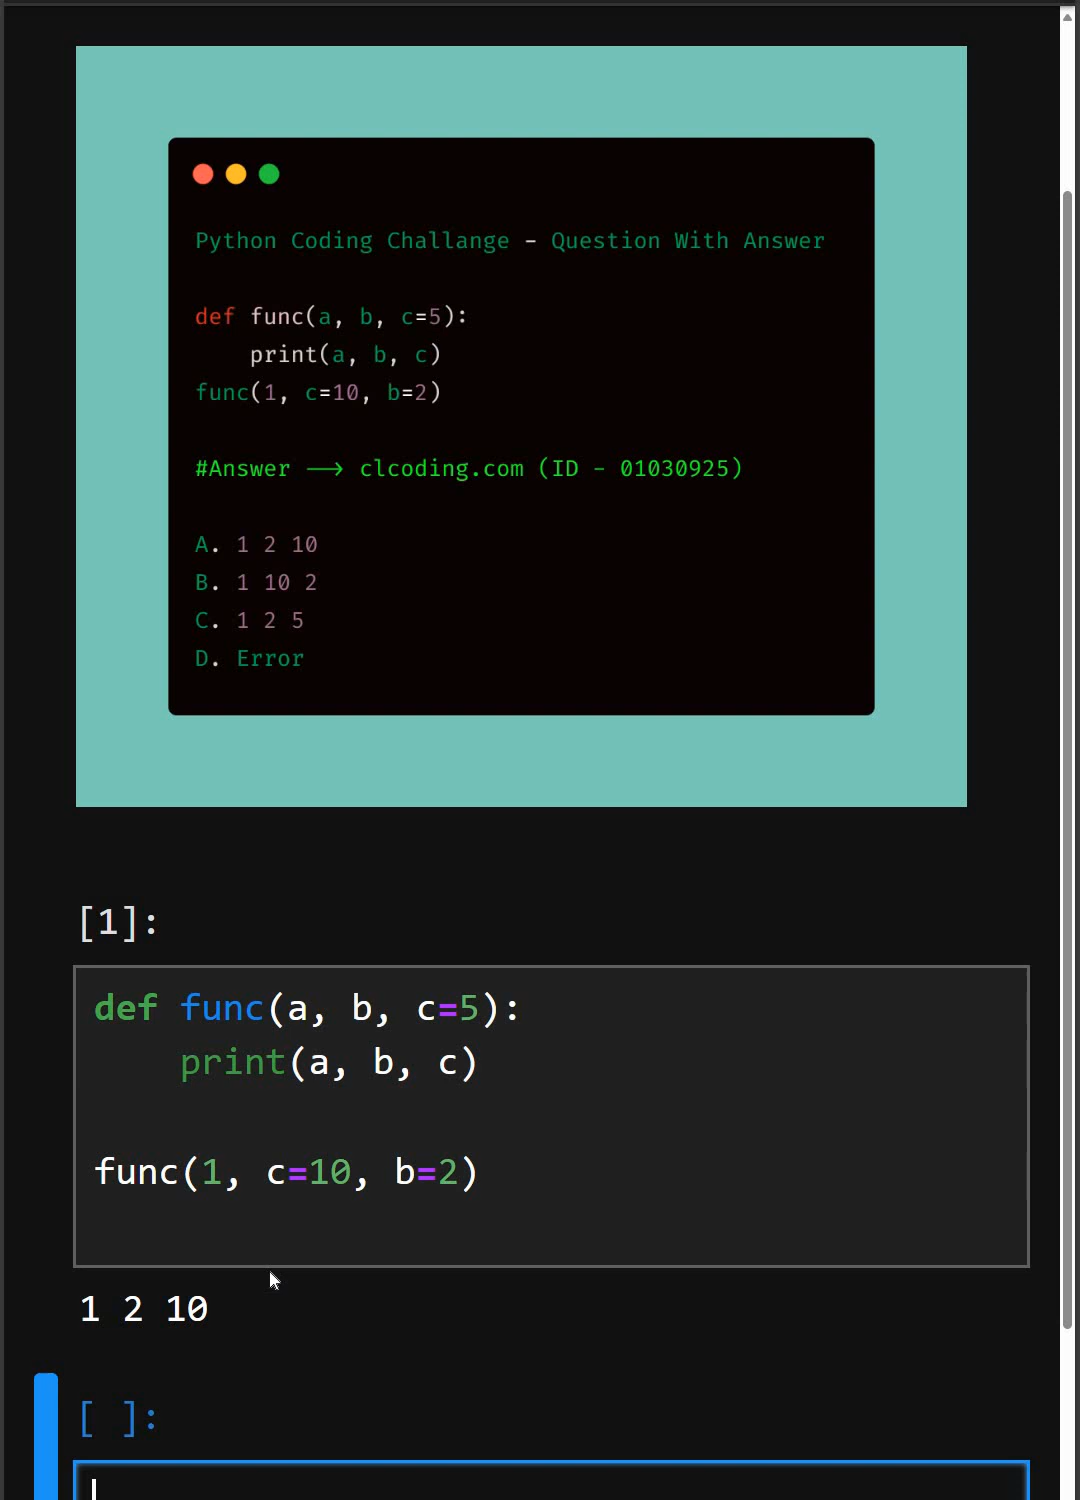 Python Coding Challange - Question With Answer
def func(a, b, c=5):
    print(a, b, c)
func(1, c=10, b=2)
#Answer —> clcoding.com (ID - 01030925)
A. 1 2 10
B. 1 10 2
C. 1 2 5
D. Error
[1]:
def func(a, b, c=5):
    print(a, b, c)
func(1, c=10, b=2)
1 2 10
[ ]: